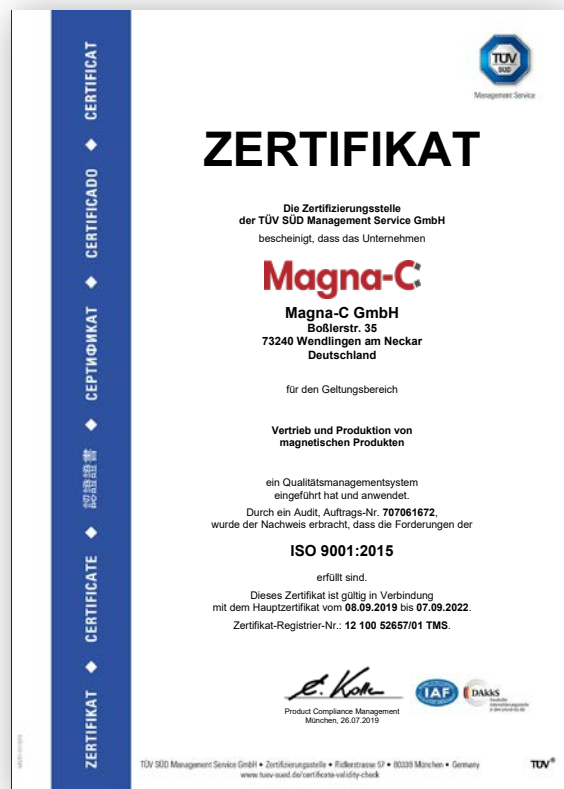 ZERTIFIKAT ◆ CERTIFICATE ◆ 認證證書 ◆ СЕРТИФИКАТ ◆ CERTIFICADO ◆ CERTIFICAT
TÜV
SÜD
Management Service
ZERTIFIKAT
Die Zertifizierungsstelle
der TÜV SÜD Management Service GmbH
bescheinigt, dass das Unternehmen
Magna-C
Magna-C GmbH
Boßlerstr. 35
73240 Wendlingen am Neckar
Deutschland
für den Geltungsbereich
Vertrieb und Produktion von
magnetischen Produkten
ein Qualitätsmanagementsystem
eingeführt hat und anwendet.
Durch ein Audit, Auftrags-Nr. 707061672,
wurde der Nachweis erbracht, dass die Forderungen der
ISO 9001:2015
erfüllt sind.
Dieses Zertifikat ist gültig in Verbindung
mit dem Hauptzertifikat vom 08.09.2019 bis 07.09.2022.
Zertifikat-Registrier-Nr.: 12 100 52657/01 TMS.
Product Compliance Management
München, 26.07.2019
IAF
DAkkS
Deutsche
Akkreditierungsstelle
TÜV SÜD Management Service GmbH • Zertifizierungsstelle • Ridlerstrasse 57 • 80339 München • Germany
www.tuev-sued.de/certificate-validity-check
TÜV®